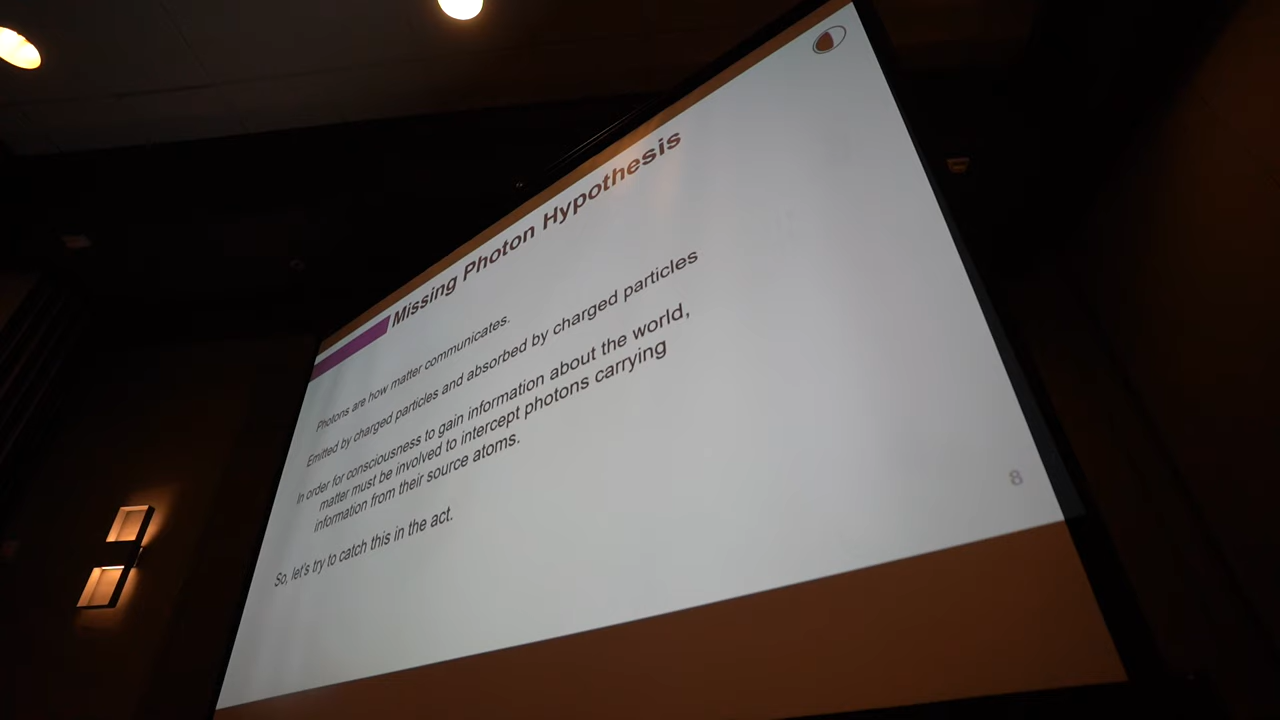 Missing Photon Hypothesis
Photons are how matter communicates.
Emitted by charged particles and absorbed by charged particles
In order for consciousness to gain information about the world,
matter must be involved to intercept photons carrying
information from their source atoms.
So, let's try to catch this in the act.
8